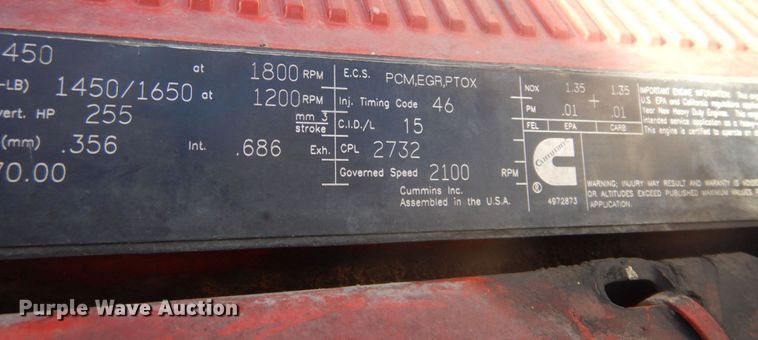 450 at 1800 RPM
-LB) 1450/1650 at 1200 RPM
vert. HP 255 mm 3 stroke
(mm) .356 Int. .686 Exh.
70.00
E.C.S. PCM,EGR,PTOX
Inj. Timing Code 46
C.I.D./L 15
CPL 2732
Governed Speed 2100 RPM
Cummins Inc.
Assembled in the U.S.A.
NOX 1.35 + 1.35
PM .01 .01
FEL EPA CARB
Cummins
®
4972873
IMPORTANT ENGINE INFORMATION:
U.S. EPA and California regulations
Year New Heavy Duty Engines.
intended service application is
This engine is certified to operate on
WARNING: INJURY MAY RESULT AND WARRANTY IS
OR ALTITUDES EXCEED PUBLISHED MAXIMUM VALUES
APPLICATION.
Purple Wave Auction